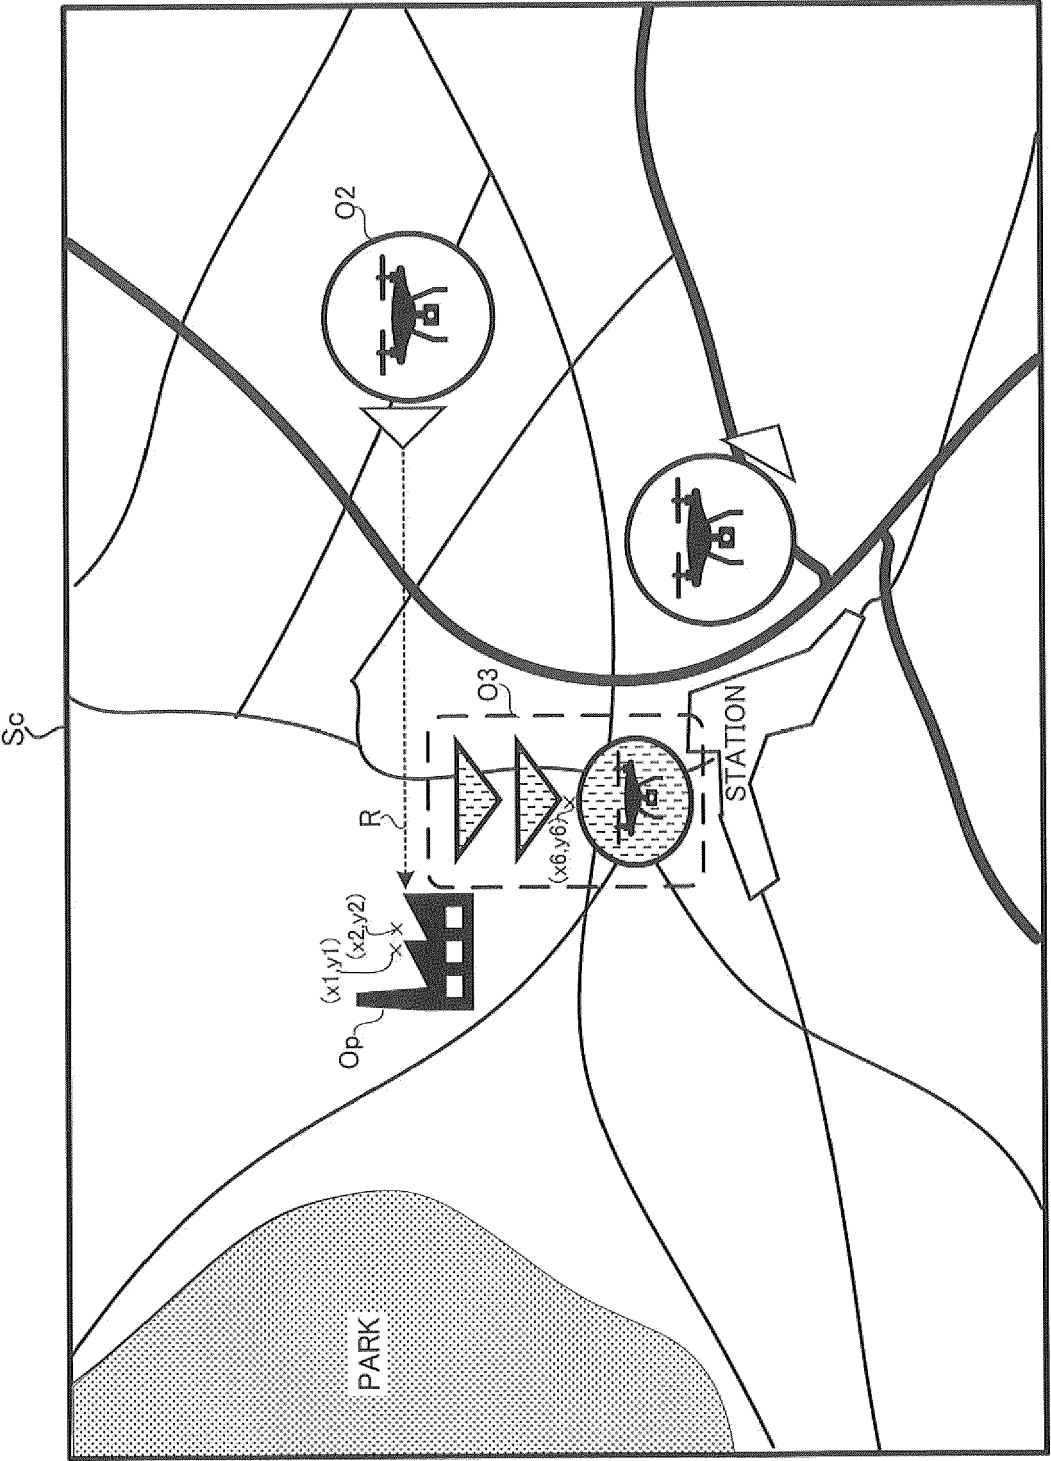 Sc
O2
O3
R
STATION
(x6,y6)
(x2,y2)
(x1,y1)
Op
PARK